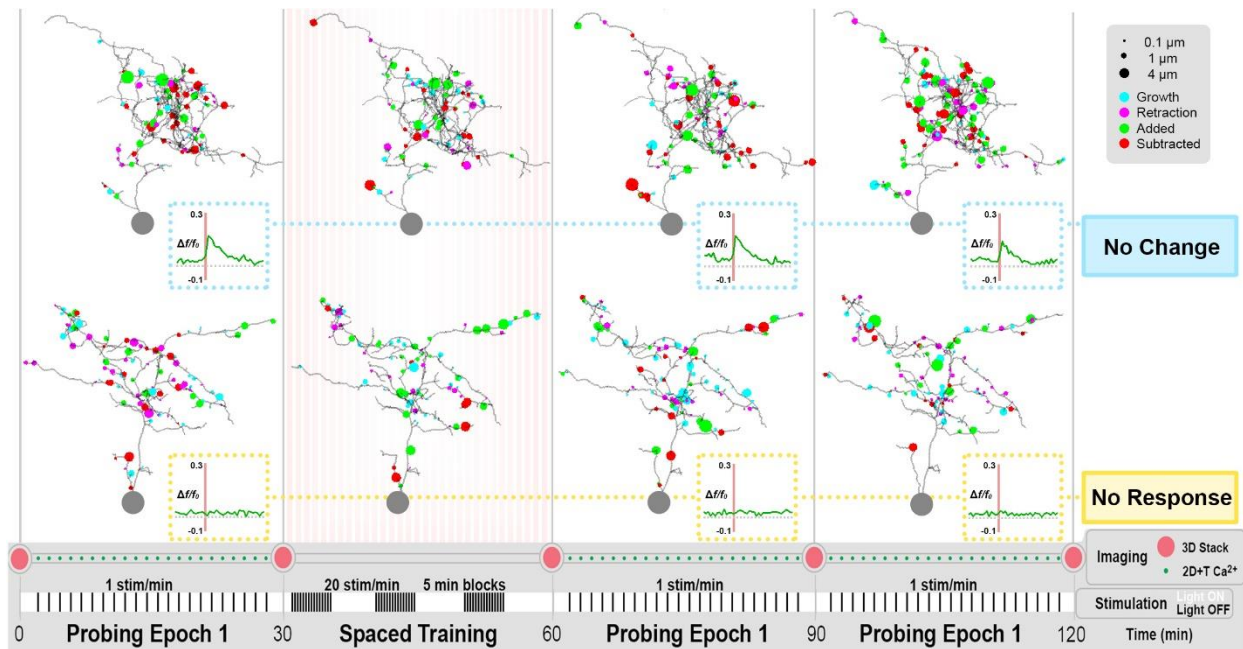 0.1 µm
1 µm
4 µm
Growth
Retraction
Added
Subtracted
0.3
Δf/f₀
-0.1
0.3
Δf/f₀
-0.1
0.3
Δf/f₀
-0.1
No Change
0.3
Δf/f₀
-0.1
0.3
Δf/f₀
-0.1
0.3
Δf/f₀
-0.1
No Response
Imaging
3D Stack
2D+T Ca²⁺
1 stim/min
20 stim/min
5 min blocks
1 stim/min
1 stim/min
Stimulation
Light ON
Light OFF
0
Probing Epoch 1
30
Spaced Training
60
Probing Epoch 1
90
Probing Epoch 1
120
Time (min)